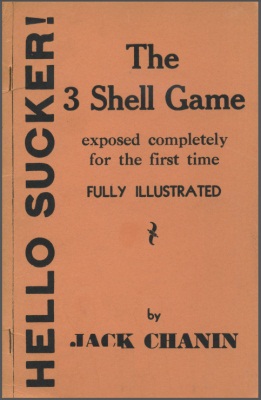 HELLO SUCKER!
The
3 Shell Game
exposed completely
for the first time
FULLY ILLUSTRATED
by
JACK CHANIN